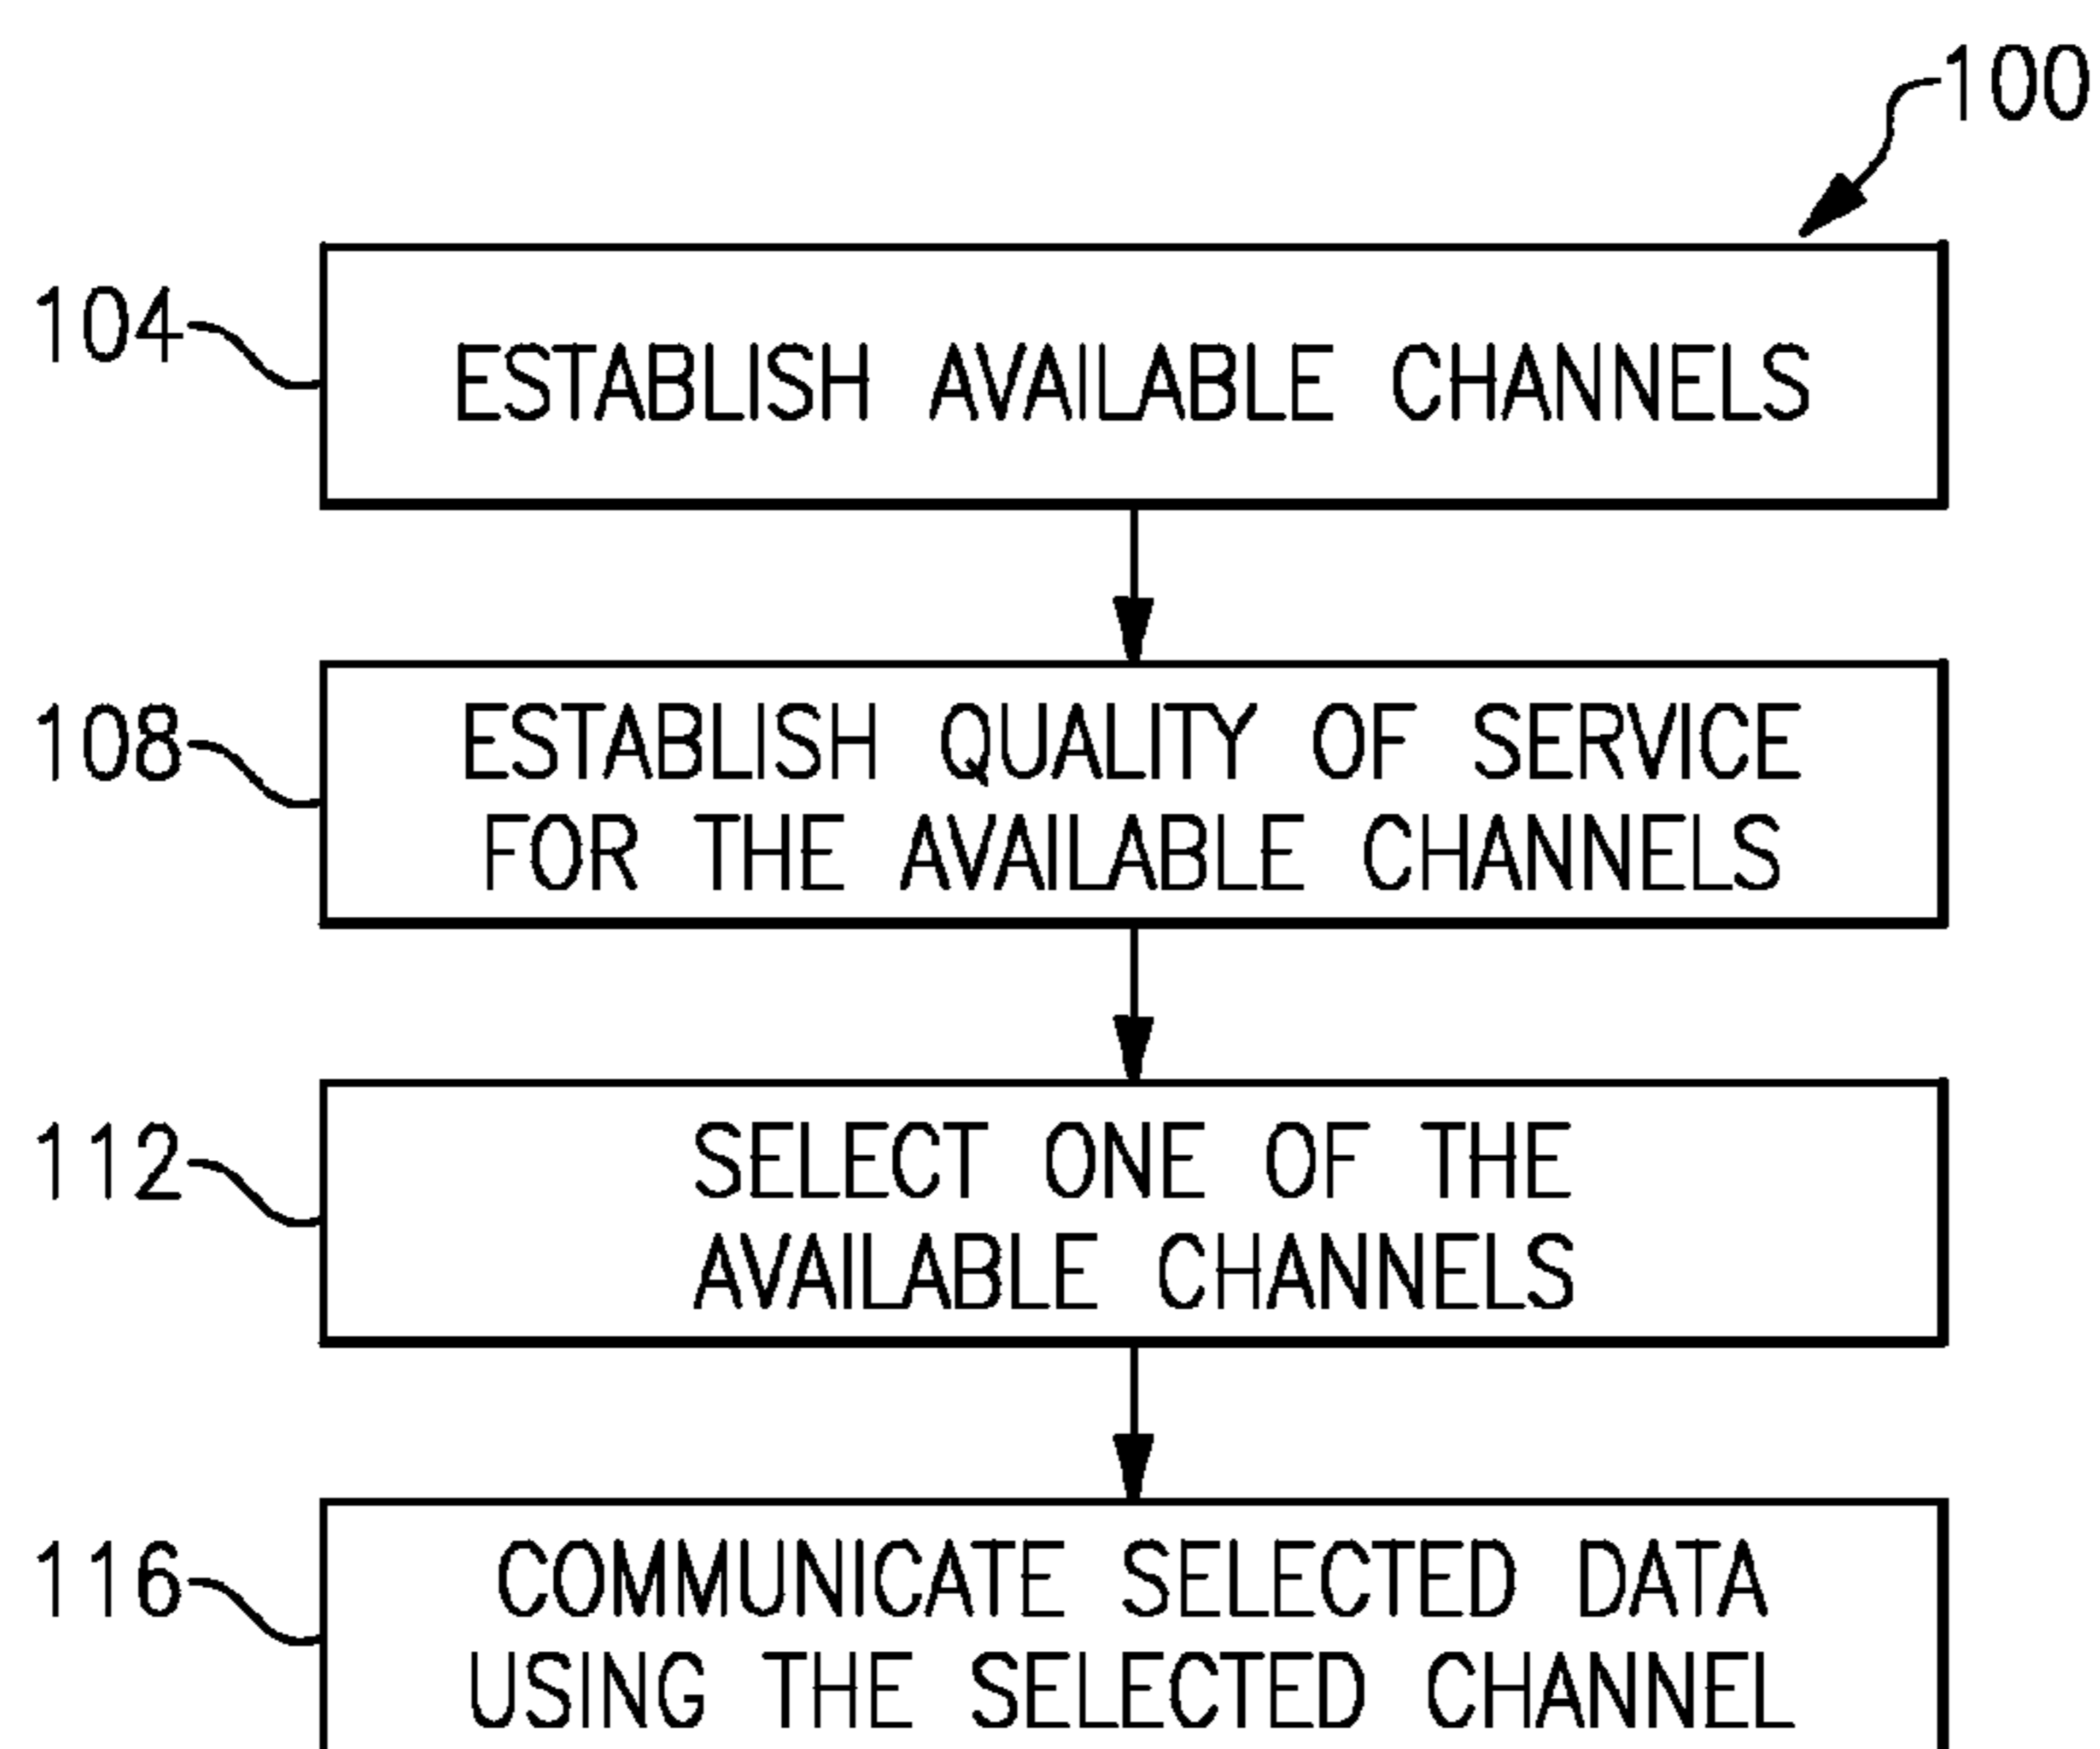 100
104
ESTABLISH AVAILABLE CHANNELS
108
ESTABLISH QUALITY OF SERVICE
FOR THE AVAILABLE CHANNELS
112
SELECT ONE OF THE
AVAILABLE CHANNELS
116
COMMUNICATE SELECTED DATA
USING THE SELECTED CHANNEL